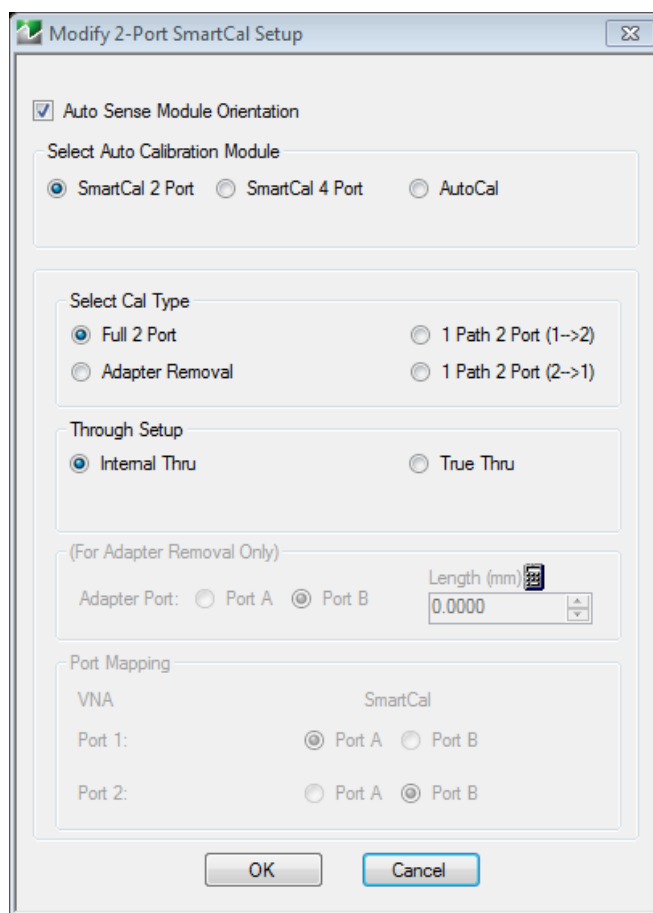 Modify 2-Port SmartCal Setup
Auto Sense Module Orientation
Select Auto Calibration Module
SmartCal 2 Port SmartCal 4 Port AutoCal
Select Cal Type
Full 2 Port 1 Path 2 Port (1-->2)
Adapter Removal 1 Path 2 Port (2-->1)
Through Setup
Internal Thru True Thru
(For Adapter Removal Only)
Length (mm)
Adapter Port: Port A Port B 0.0000
Port Mapping
VNA SmartCal
Port 1: Port A Port B
Port 2: Port A Port B
OK Cancel